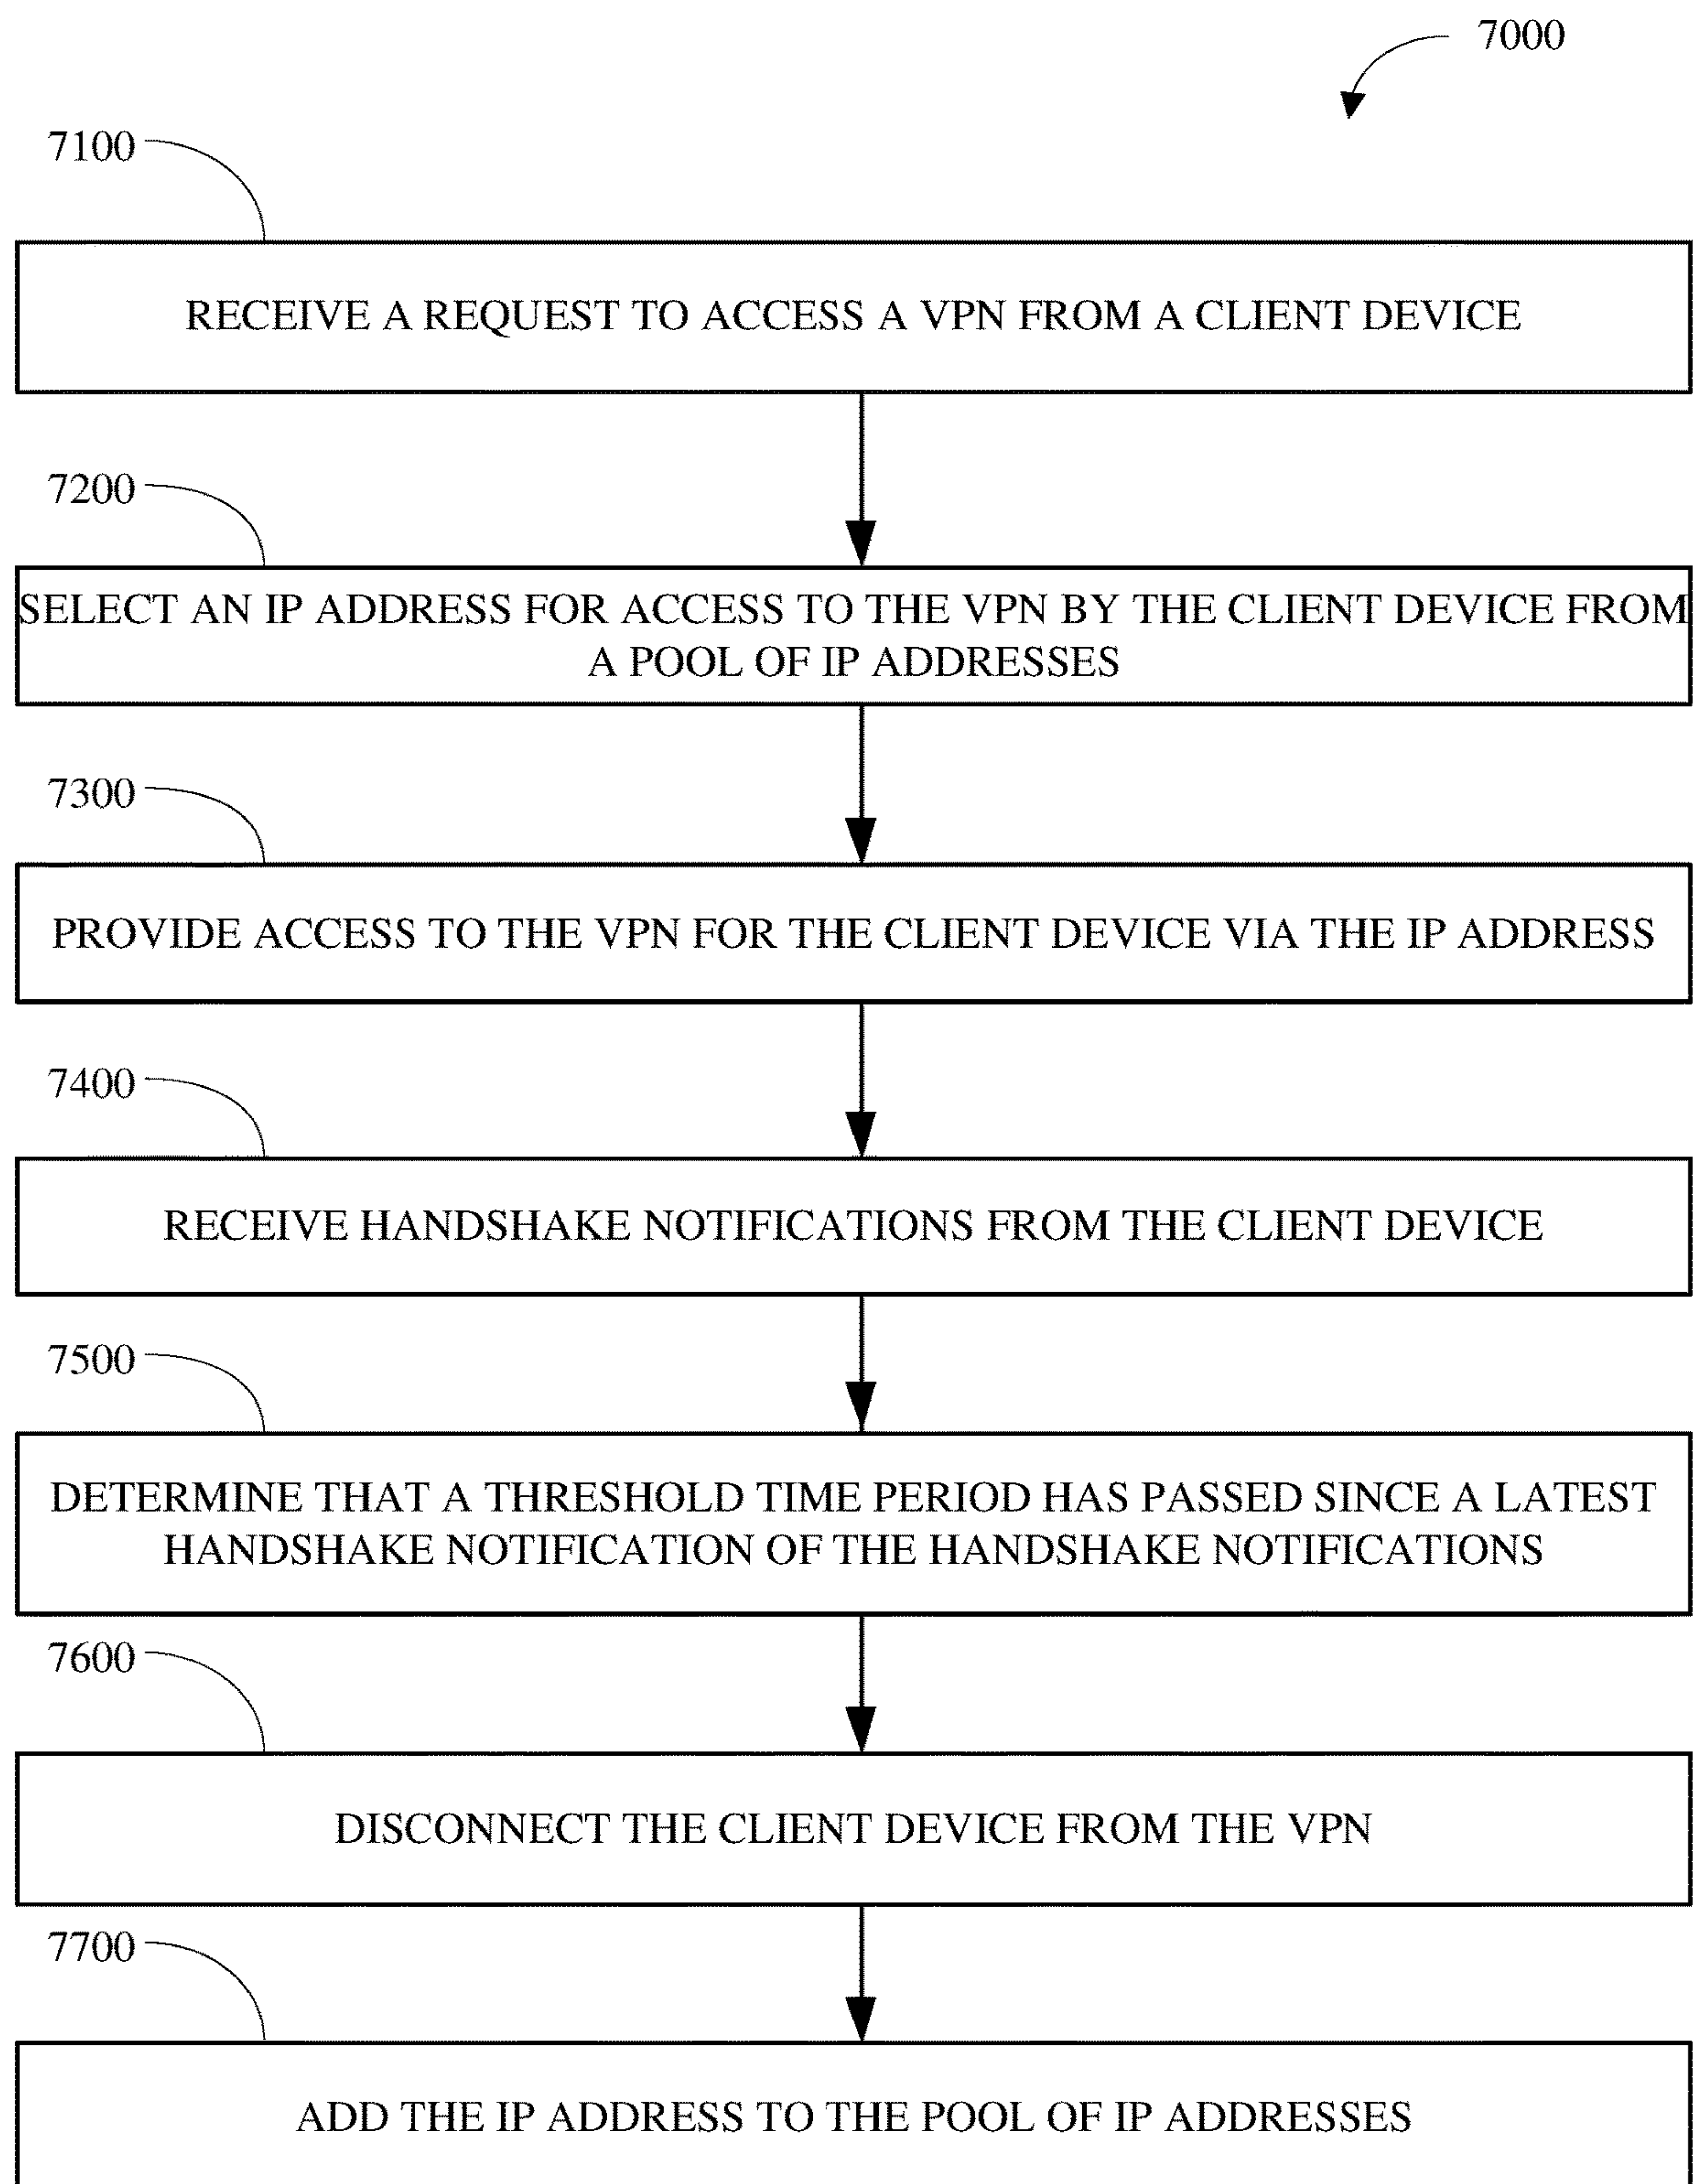 7000
7100
RECEIVE A REQUEST TO ACCESS A VPN FROM A CLIENT DEVICE
7200
SELECT AN IP ADDRESS FOR ACCESS TO THE VPN BY THE CLIENT DEVICE FROM
A POOL OF IP ADDRESSES
7300
PROVIDE ACCESS TO THE VPN FOR THE CLIENT DEVICE VIA THE IP ADDRESS
7400
RECEIVE HANDSHAKE NOTIFICATIONS FROM THE CLIENT DEVICE
7500
DETERMINE THAT A THRESHOLD TIME PERIOD HAS PASSED SINCE A LATEST
HANDSHAKE NOTIFICATION OF THE HANDSHAKE NOTIFICATIONS
7600
DISCONNECT THE CLIENT DEVICE FROM THE VPN
7700
ADD THE IP ADDRESS TO THE POOL OF IP ADDRESSES